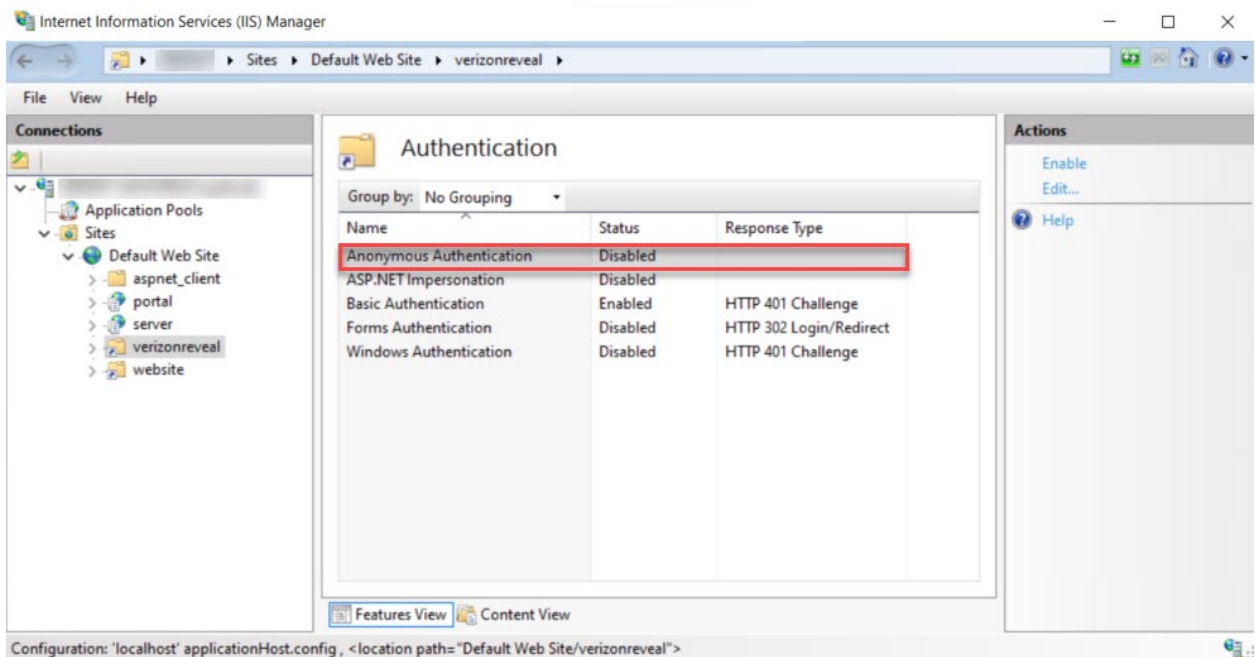 Internet Information Services (IIS) Manager
Sites Default Web Site verizonreveal
File View Help
Connections
Application Pools
Sites
Default Web Site
aspnet_client
portal
server
verizonreveal
website
Authentication
Group by: No Grouping
Name Status Response Type
Anonymous Authentication Disabled
ASP.NET Impersonation Disabled
Basic Authentication Enabled HTTP 401 Challenge
Forms Authentication Disabled HTTP 302 Login/Redirect
Windows Authentication Disabled HTTP 401 Challenge
Features View Content View
Actions
Enable
Edit...
Help
Configuration: 'localhost' applicationHost.config , <location path="Default Web Site/verizonreveal">